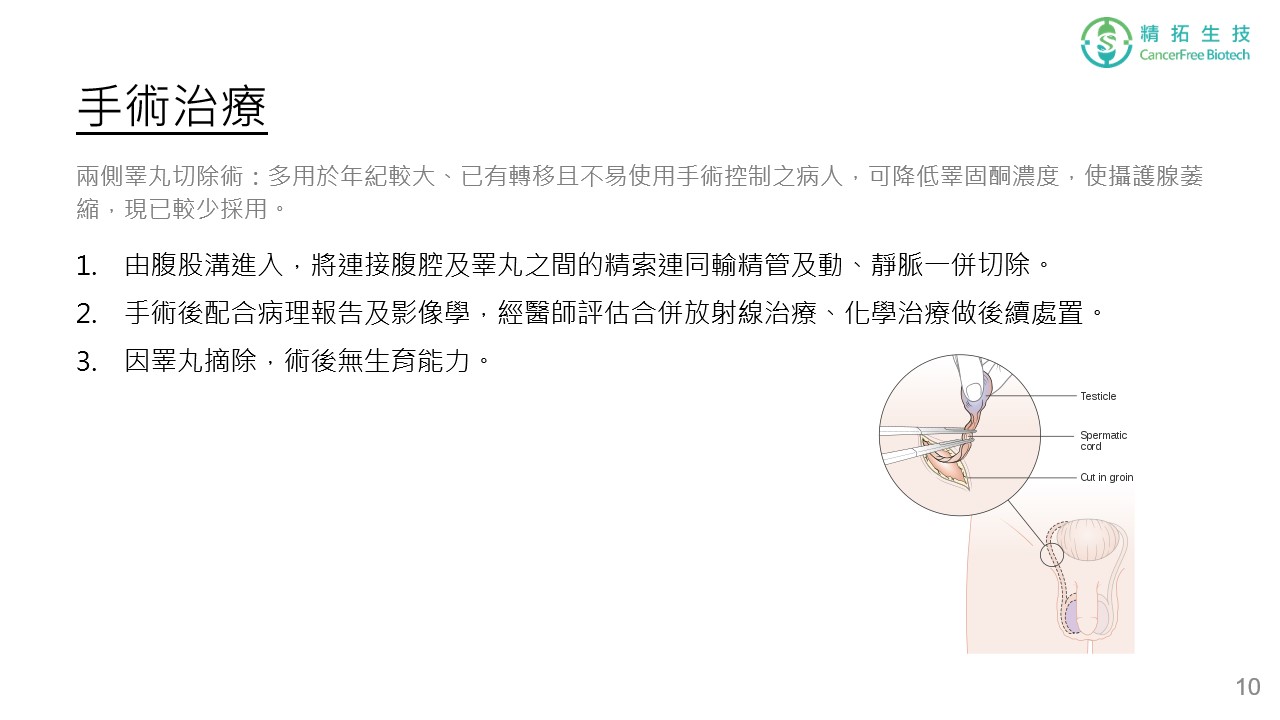 精拓生技
CancerFree Biotech
手術治療
兩側睪丸切除術：多用於年紀較大、已有轉移且不易使用手術控制之病人，可降低睪固酮濃度，使攝護腺萎
縮，現已較少採用。
1. 由腹股溝進入，將連接腹腔及睪丸之間的精索連同輸精管及動、靜脈一併切除。
2. 手術後配合病理報告及影像學，經醫師評估合併放射線治療、化學治療做後續處置。
3. 因睪丸摘除，術後無生育能力。
Testicle
Spermatic
cord
Cut in groin
10